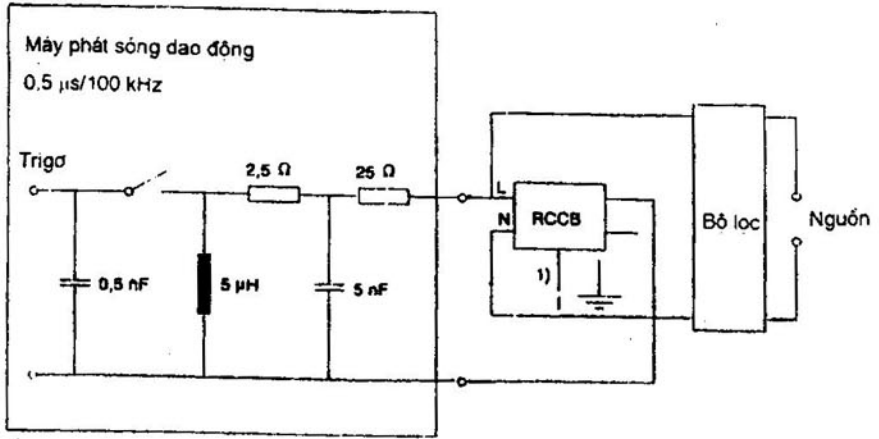 Máy phát sóng dao động
0,5 µs/100 kHz
Trigơ
2,5 Ω
25 Ω
L
N
RCCB
Bộ lọc
Nguồn
0,5 nF
5 µH
5 nF
1)